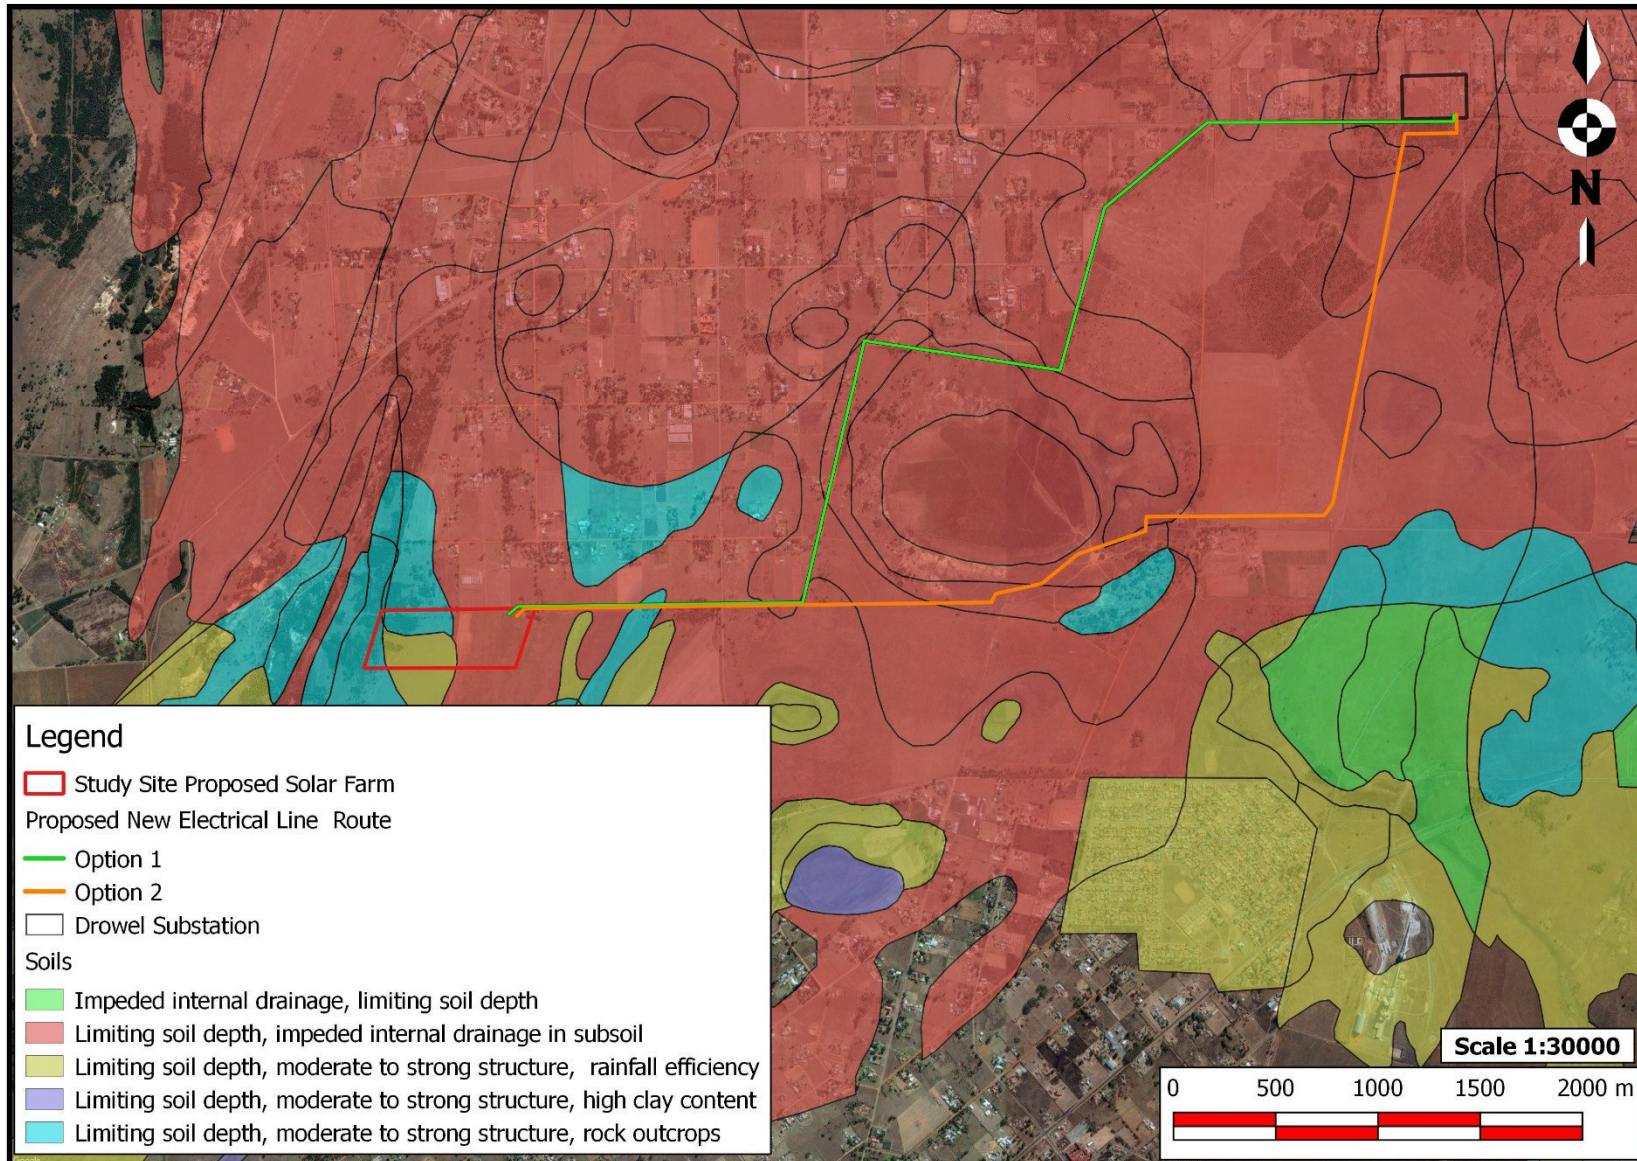 N
Legend
Study Site Proposed Solar Farm
Proposed New Electrical Line Route
Option 1
Option 2
Drowel Substation
Soils
Impeded internal drainage, limiting soil depth
Limiting soil depth, impeded internal drainage in subsoil
Limiting soil depth, moderate to strong structure, rainfall efficiency
Limiting soil depth, moderate to strong structure, high clay content
Limiting soil depth, moderate to strong structure, rock outcrops
Scale 1:30000
0 500 1000 1500 2000 m